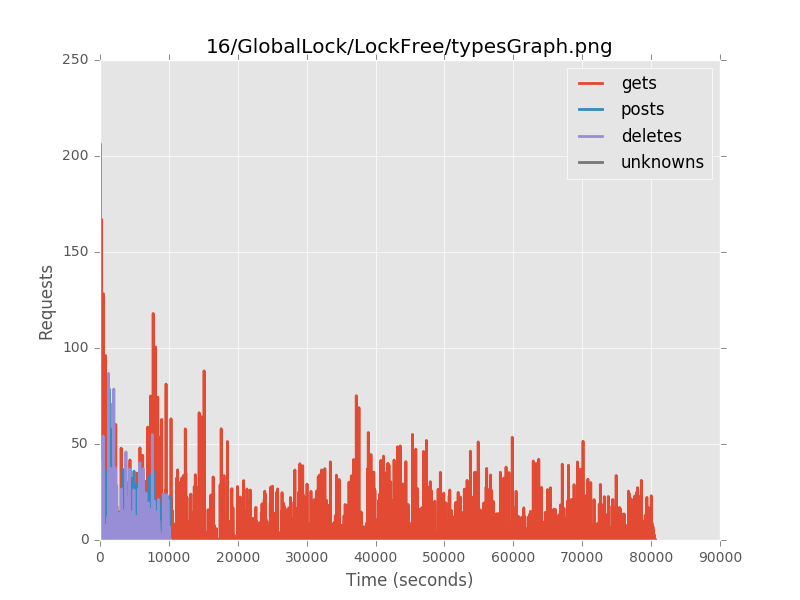 16/GlobalLock/LockFree/typesGraph.png
250
200
150
100
50
0
Requests
gets
posts
deletes
unknowns
0 10000 20000 30000 40000 50000 60000 70000 80000 90000
Time (seconds)